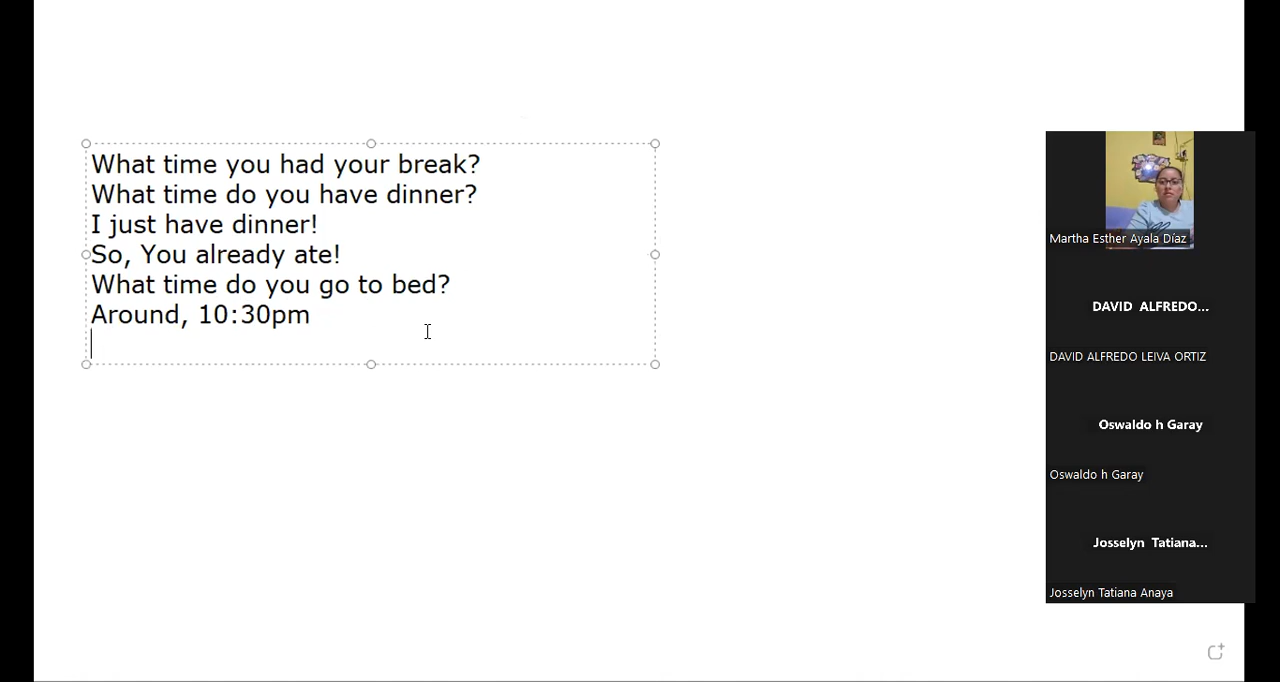 What time you had your break?
What time do you have dinner?
I just have dinner!
So, You already ate!
What time do you go to bed?
Around, 10:30pm
Martha Esther Ayala Díaz
DAVID ALFREDO...
DAVID ALFREDO LEIVA ORTIZ
Oswaldo h Garay
Oswaldo h Garay
Josselyn Tatiana...
Josselyn Tatiana Anaya